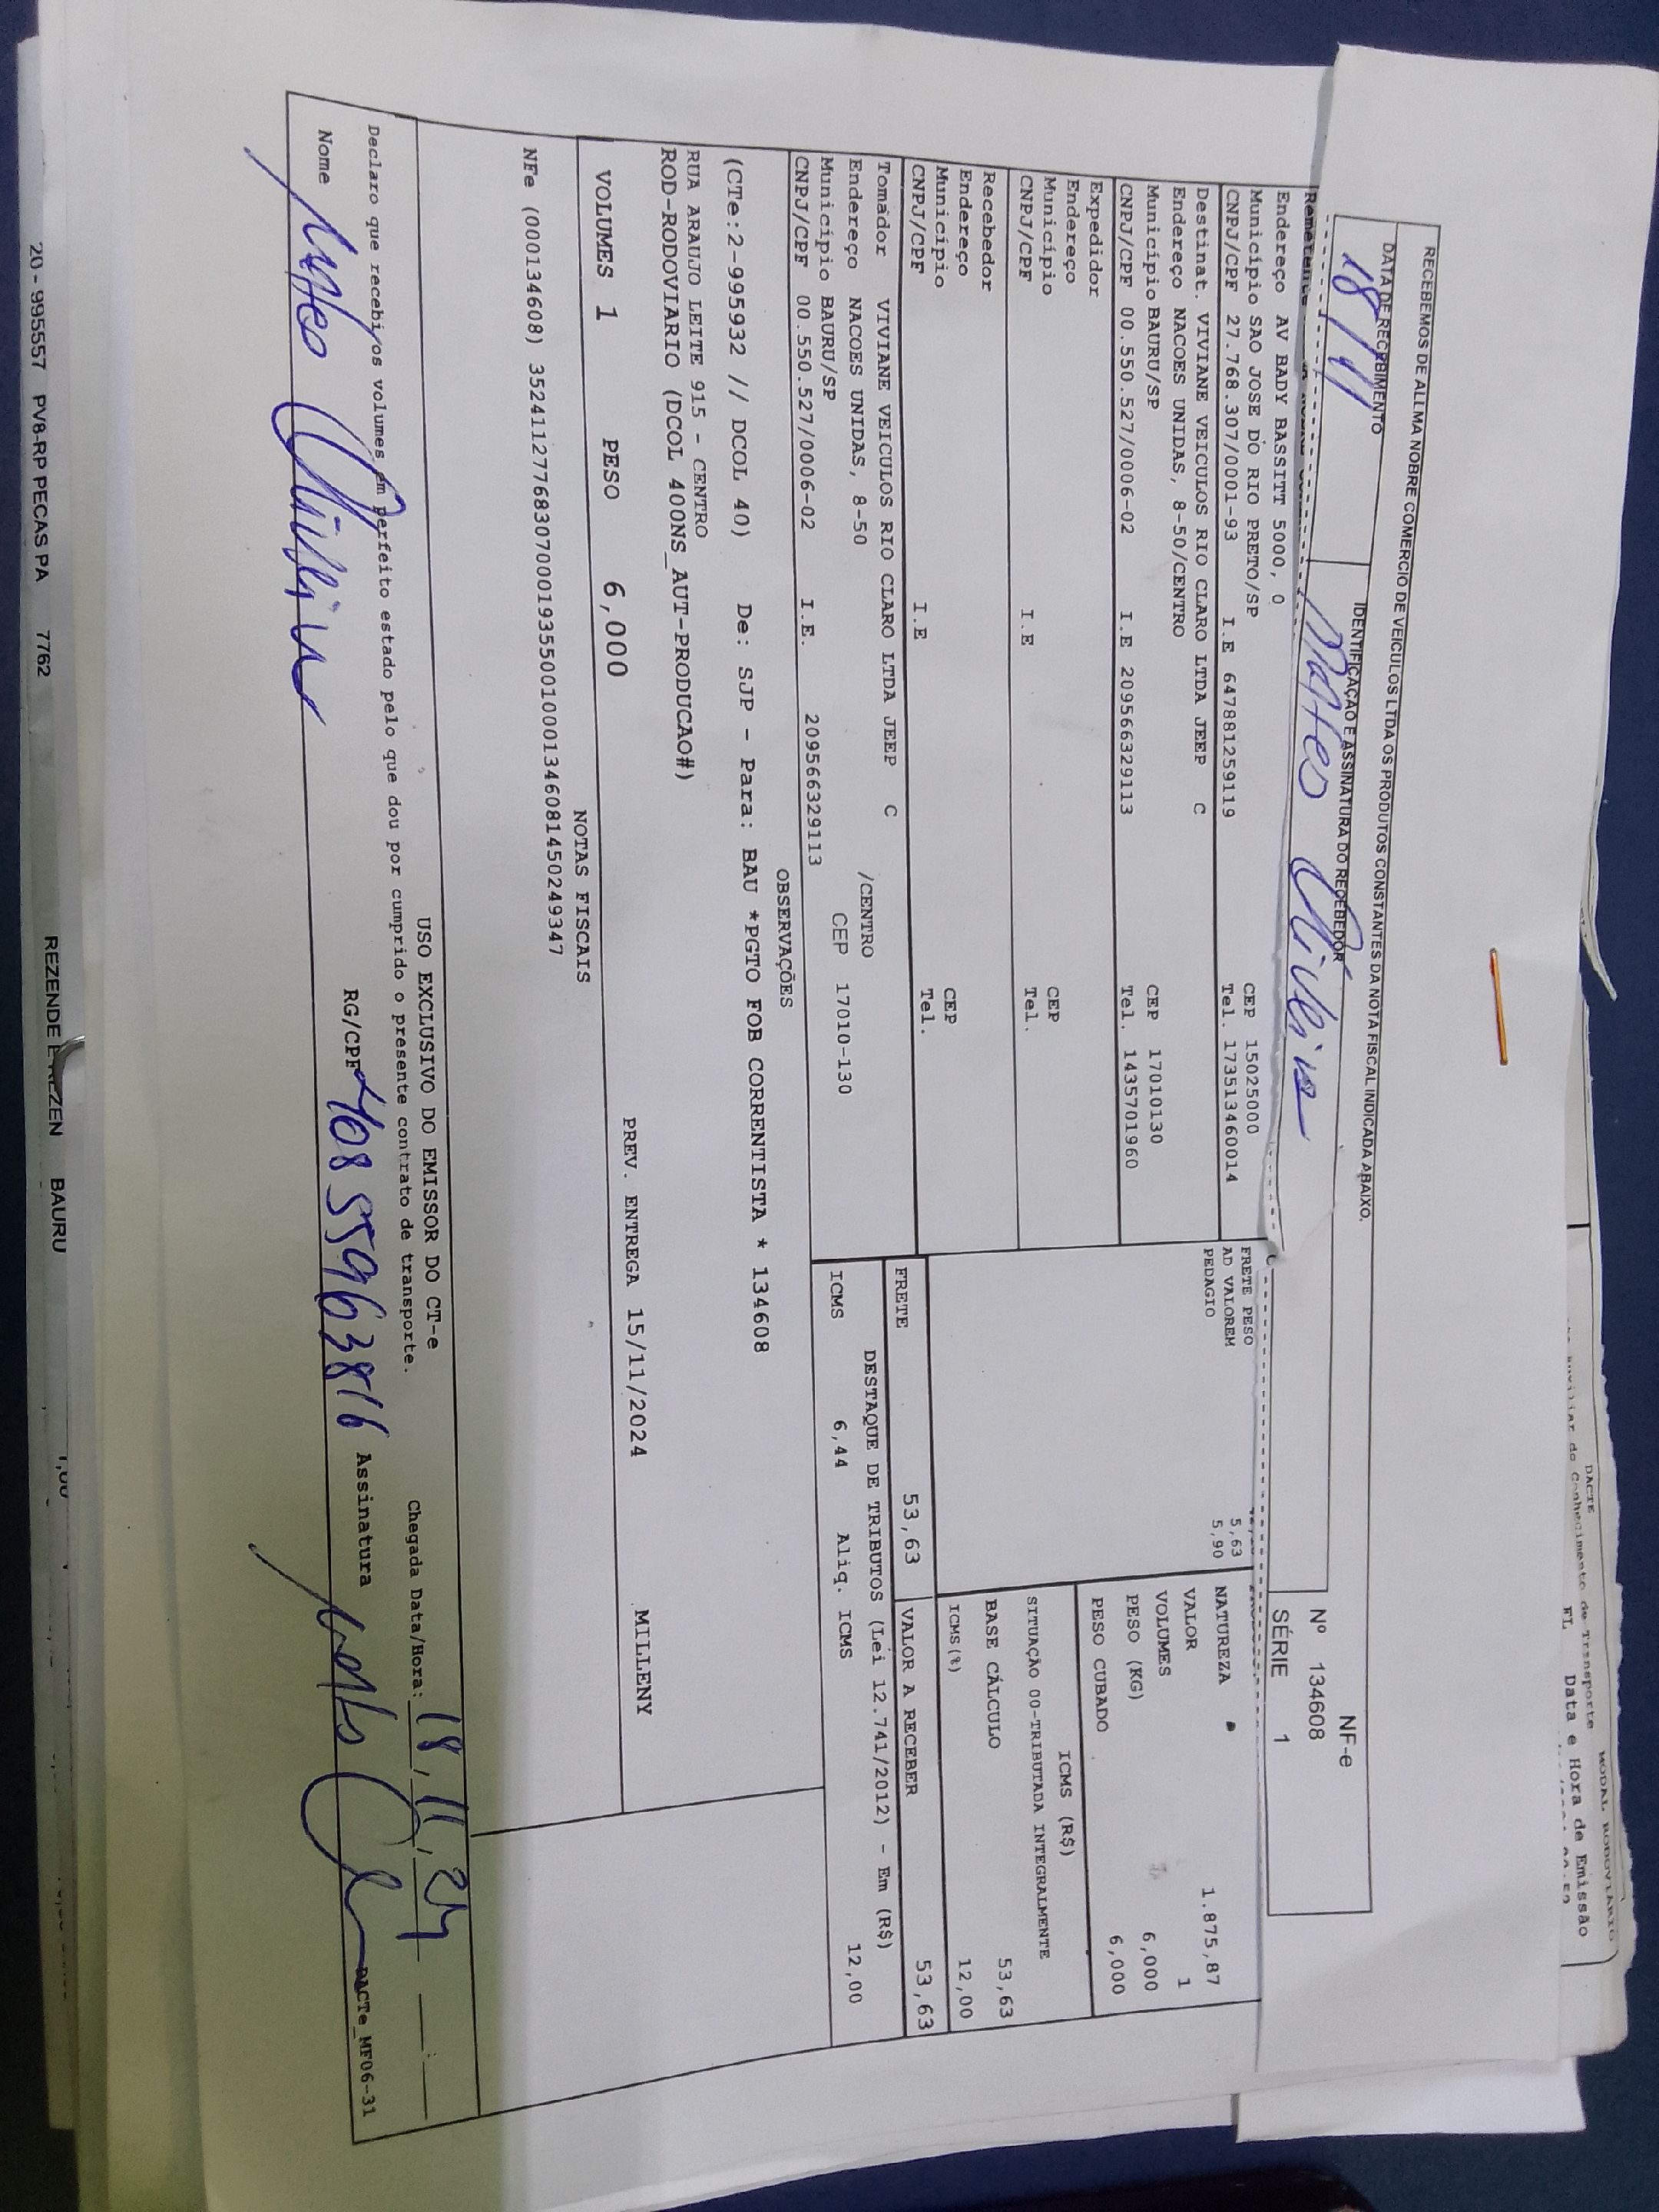 MODAL RODOVIÁRIO
DACTE
Auxiliar do Conhecimento de Transporte
FL Data e Hora de Emissão
RECEBEMOS DE ALLMA NOBRE COMERCIO DE VEICULOS LTDA OS PRODUTOS CONSTANTES DA NOTA FISCAL INDICADA ABAIXO.
NF-e
DATA DE RECEBIMENTO
IDENTIFICAÇÃO E ASSINATURA DO RECEBEDOR
Nº 134608
18/11
SÉRIE 1
Remetente
Endereço AV BADY BASSITT 5000, 0
Município SAO JOSE DO RIO PRETO/SP CEP 15025000
CNPJ/CPF 27.768.307/0001-93 I.E 647881259119 Tel. 173513460014
Destinat. VIVIANE VEICULOS RIO CLARO LTDA JEEP C
Endereço NACOES UNIDAS, 8-50/CENTRO
Município BAURU/SP CEP 17010130
CNPJ/CPF 00.550.527/0006-02 I.E 209566329113 Tel. 1435701960
Expedidor
Endereço
Município CEP
CNPJ/CPF I.E Tel.
Recebedor
Endereço
Município CEP
CNPJ/CPF I.E Tel.
FRETE PESO
AD VALOREM 5,63
PEDAGIO 5,90
NATUREZA
VALOR 1.875,87
VOLUMES 1
PESO (KG) 6,000
PESO CUBADO 6,000
ICMS (R$)
SITUAÇÃO 00-TRIBUTADA INTEGRALMENTE
BASE CÁLCULO 53,63
ICMS(%) 12,00
Tomador VIVIANE VEICULOS RIO CLARO LTDA JEEP C
Endereço NACOES UNIDAS, 8-50 /CENTRO
Município BAURU/SP CEP 17010-130
CNPJ/CPF 00.550.527/0006-02 I.E. 209566329113
FRETE 53,63 VALOR A RECEBER 53,63
DESTAQUE DE TRIBUTOS (Lei 12.741/2012) - Em (R$)
ICMS 6,44 Aliq. ICMS 12,00
OBSERVAÇÕES
(CTe:2-995932 // DCOL 40) De: SJP - Para: BAU *PGTO FOB CORRENTISTA * 134608
RUA ARAUJO LEITE 915 - CENTRO
ROD-RODOVIARIO (DCOL 400NS_AUT-PRODUCAO#)
VOLUMES 1 PESO 6,000 PREV. ENTREGA 15/11/2024 MILLENY
NOTAS FISCAIS
NFe (000134608) 35241127768307000193550010001346081450249347
USO EXCLUSIVO DO EMISSOR DO CT-e
Declaro que recebi os volumes em perfeito estado pelo que dou por cumprido o presente contrato de transporte.
Chegada Data/Hora: 18, 11, 24 __:__
Nome RG/CPF 40855963816 Assinatura
DACTe_MF06-31
20 - 995557 PV8-RP PECAS PA 7762 REZENDE E REZEN BAURU